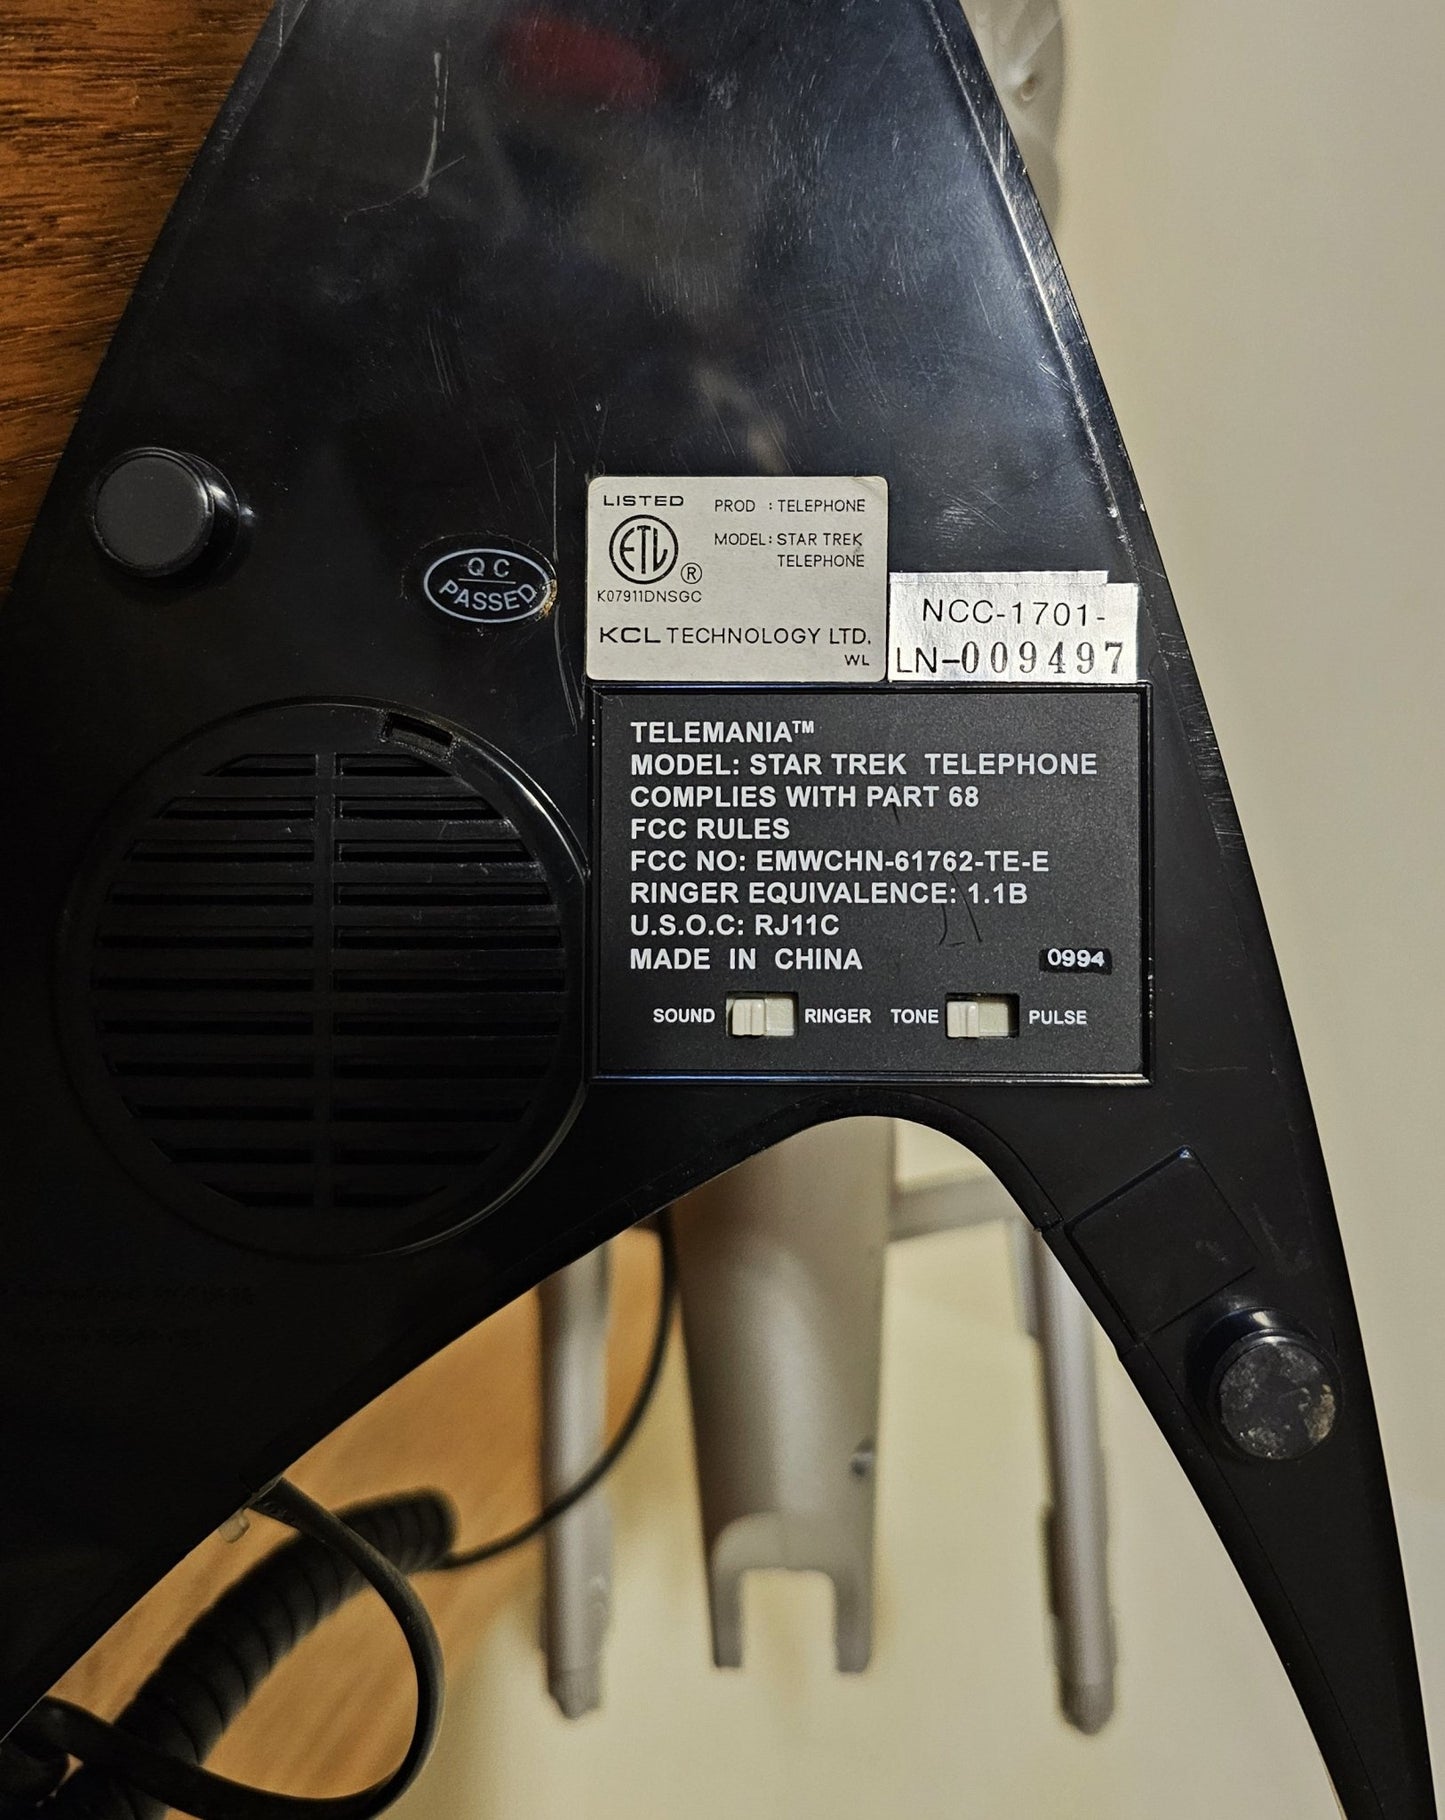 LISTED
PROD : TELEPHONE
ETL
®
MODEL: STAR TREK
TELEPHONE
K07911DNSGC
KCL TECHNOLOGY LTD.
WL
QC
PASSED
NCC-1701-
LN-009497
TELEMANIA™
MODEL: STAR TREK TELEPHONE
COMPLIES WITH PART 68
FCC RULES
FCC NO: EMWCHN-61762-TE-E
RINGER EQUIVALENCE: 1.1B
U.S.O.C: RJ11C
MADE IN CHINA
0994
SOUND RINGER TONE PULSE